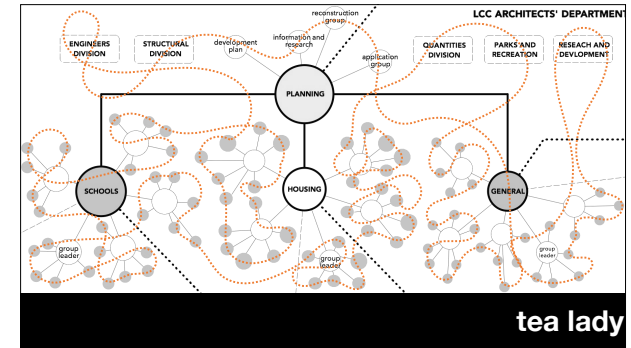 reconstruction
group
LCC ARCHITECTS' DEPARTMENT
ENGINEERS
DIVISION
STRUCTURAL
DIVISION
development
plan
information and
research
application
group
QUANTITIES
DIVISION
PARKS AND
RECREATION
RESEACH AND
DEVLOPMENT
PLANNING
SCHOOLS
HOUSING
GENERAL
group
leader
group
leader
group
leader
tea lady